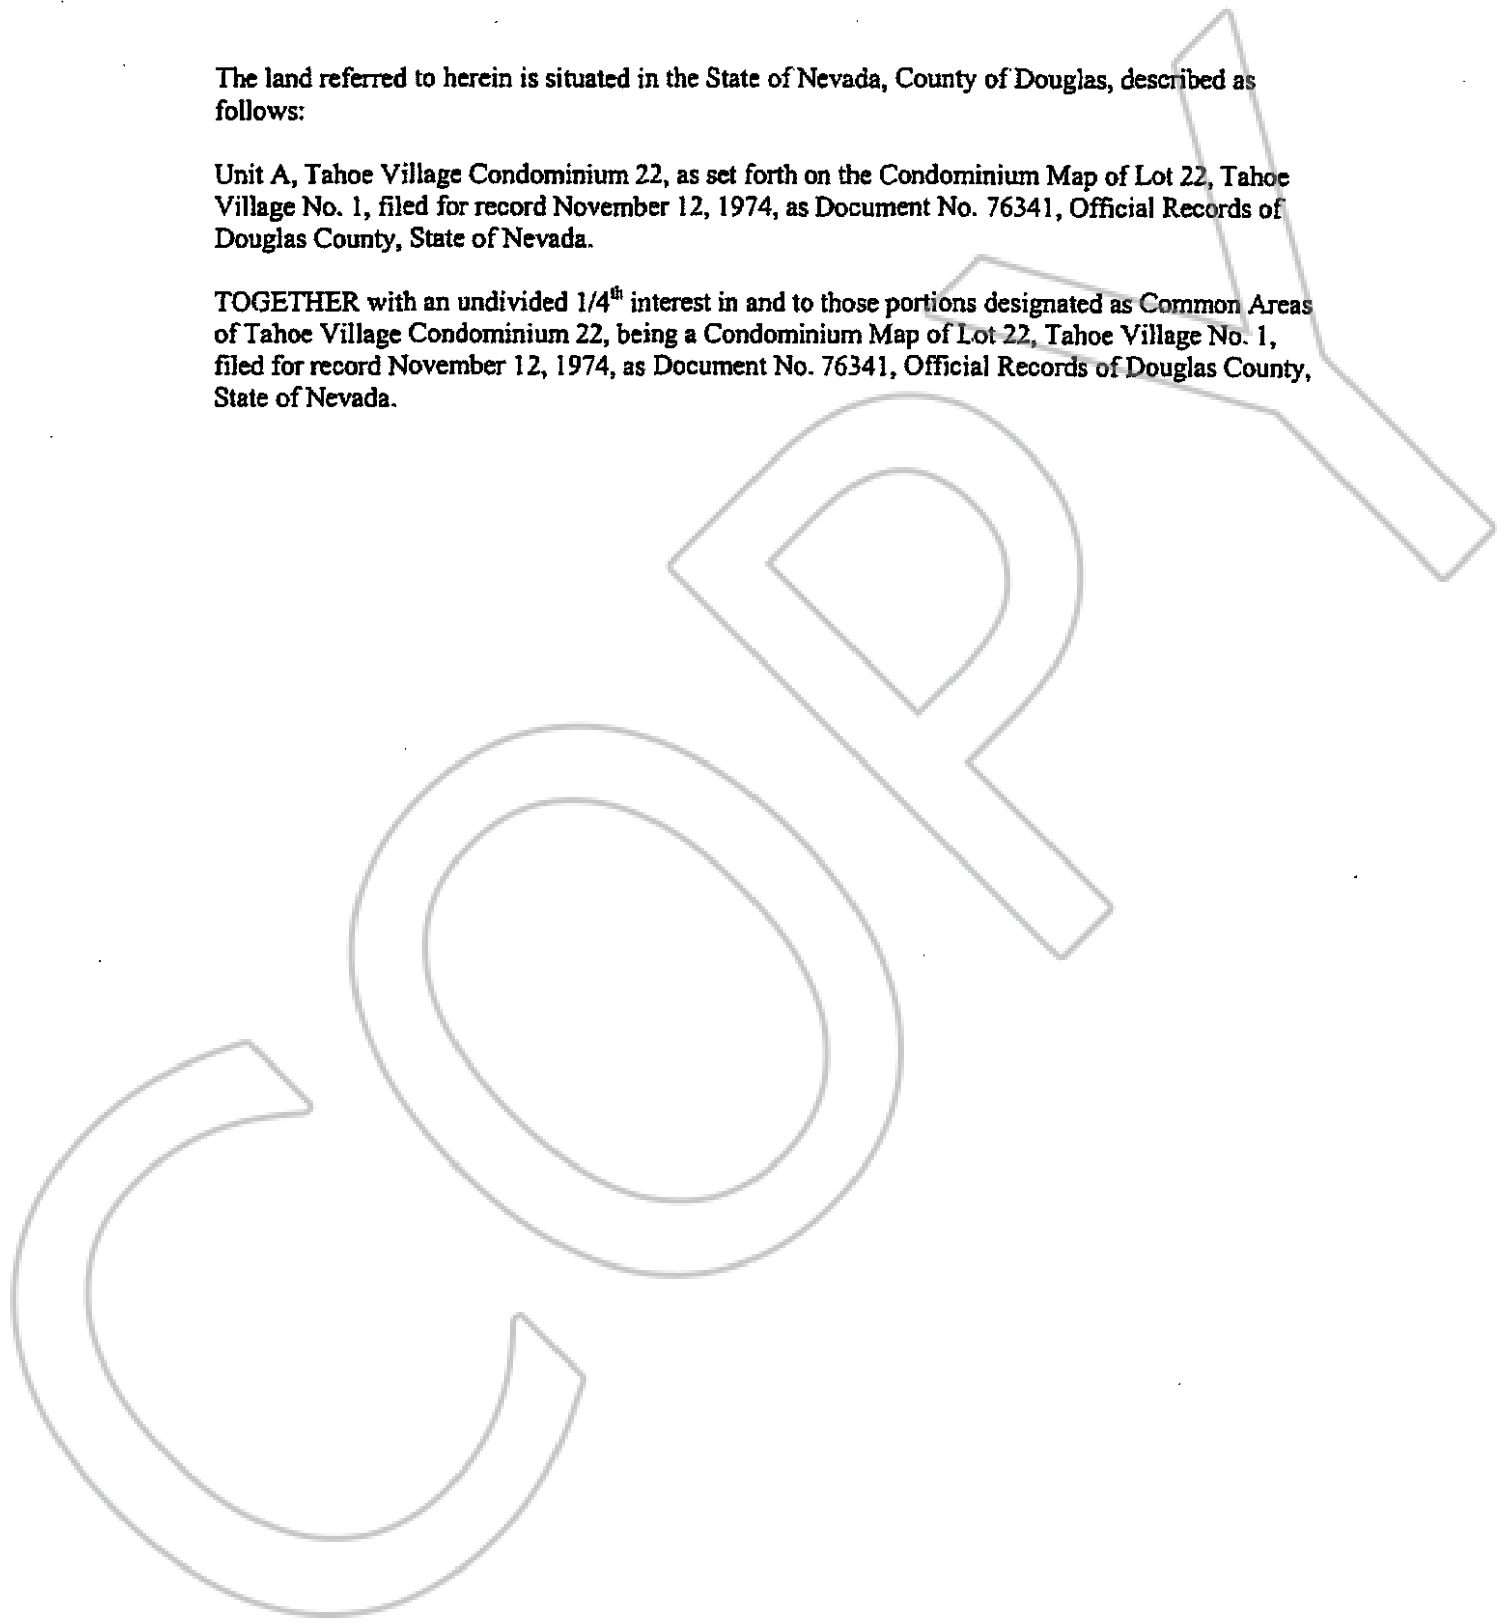 The land referred to herein is situated in the State of Nevada, County of Douglas, described as
follows:
Unit A, Tahoe Village Condominium 22, as set forth on the Condominium Map of Lot 22, Tahoe
Village No. 1, filed for record November 12, 1974, as Document No. 76341, Official Records of
Douglas County, State of Nevada.
TOGETHER with an undivided 1/4th interest in and to those portions designated as Common Areas
of Tahoe Village Condominium 22, being a Condominium Map of Lot 22, Tahoe Village No. 1,
filed for record November 12, 1974, as Document No. 76341, Official Records of Douglas County,
State of Nevada.
COPY